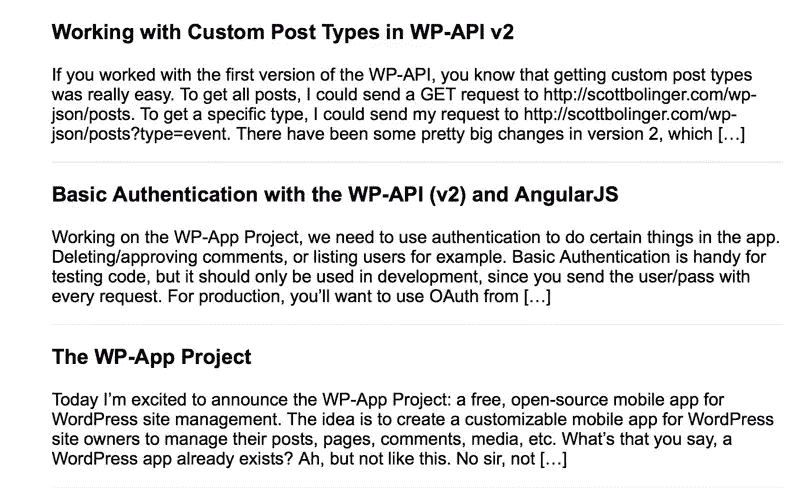 Working with Custom Post Types in WP-API v2
If you worked with the first version of the WP-API, you know that getting custom post types
was really easy. To get all posts, I could send a GET request to http://scottbolinger.com/wp-
json/posts. To get a specific type, I could send my request to http://scottbolinger.com/wp-
json/posts?type=event. There have been some pretty big changes in version 2, which […]
Basic Authentication with the WP-API (v2) and AngularJS
Working on the WP-App Project, we need to use authentication to do certain things in the app.
Deleting/approving comments, or listing users for example. Basic Authentication is handy for
testing code, but it should only be used in development, since you send the user/pass with
every request. For production, you’ll want to use OAuth from […]
The WP-App Project
Today I’m excited to announce the WP-App Project: a free, open-source mobile app for
WordPress site management. The idea is to create a customizable mobile app for WordPress
site owners to manage their posts, pages, comments, media, etc. What’s that you say, a
WordPress app already exists? Ah, but not like this. No sir, not […]